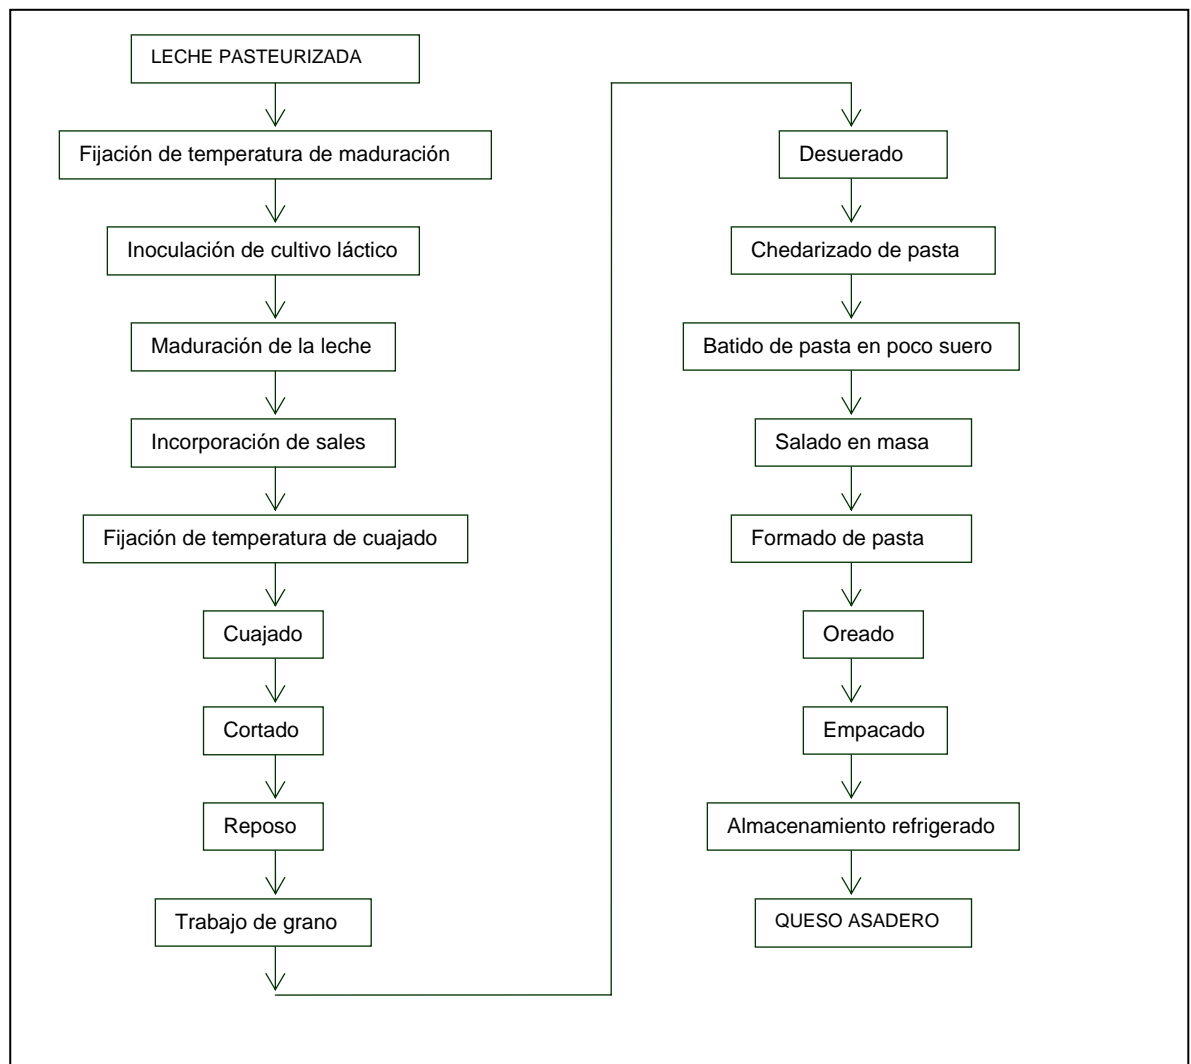 LECHE PASTEURIZADA
Fijación de temperatura de maduración
Inoculación de cultivo láctico
Maduración de la leche
Incorporación de sales
Fijación de temperatura de cuajado
Cuajado
Cortado
Reposo
Trabajo de grano
Desuerado
Chedarizado de pasta
Batido de pasta en poco suero
Salado en masa
Formado de pasta
Oreado
Empacado
Almacenamiento refrigerado
QUESO ASADERO